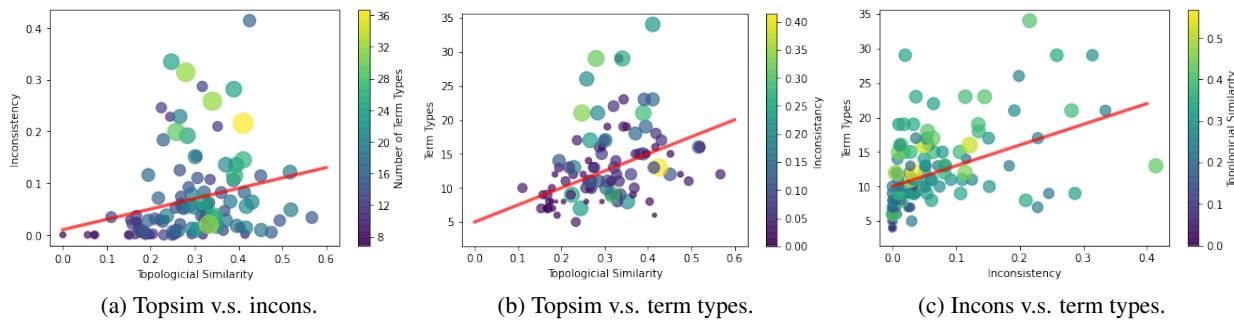 0.4
0.3
0.2
0.1
0.0
Inconsistency
0.0 0.1 0.2 0.3 0.4 0.5 0.6
Topologicial Similarity
36
32
28
24
20
16
12
8
Number of Term Types
(a) Topsim v.s. incons.
35
30
25
20
15
10
5
Term Types
0.0 0.1 0.2 0.3 0.4 0.5 0.6
Topologicial Similarity
0.40
0.35
0.30
0.25
0.20
0.15
0.10
0.05
0.00
Inconsistancy
(b) Topsim v.s. term types.
35
30
25
20
15
10
5
Term Types
0.0 0.1 0.2 0.3 0.4
Inconsistency
0.5
0.4
0.3
0.2
0.1
0.0
Topologicial Similarity
(c) Incons v.s. term types.